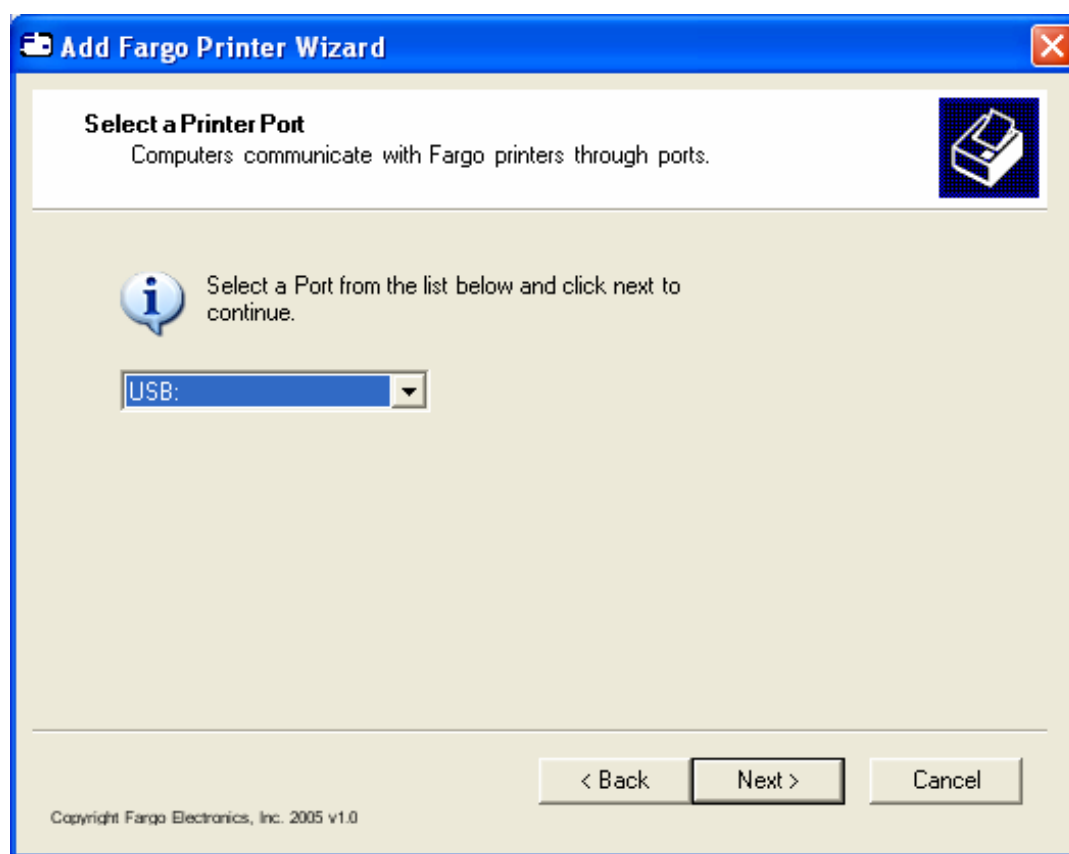 Add Fargo Printer Wizard
Select a Printer Port
Computers communicate with Fargo printers through ports.
Select a Port from the list below and click next to
continue.
USB:
< Back Next > Cancel
Copyright Fargo Electronics, Inc. 2005 v1.0